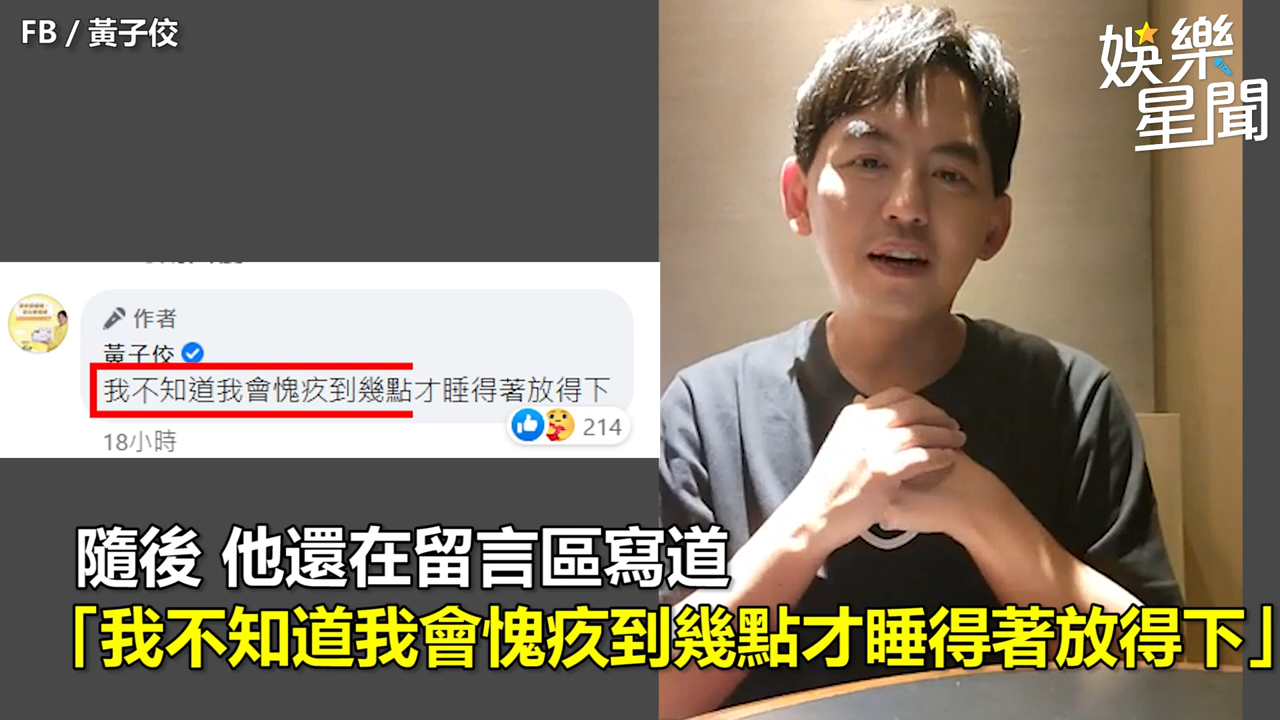 FB / 黃子佼
娛樂
星聞
作者
黃子佼
我不知道我會愧疚到幾點才睡得著放得下
18小時
214
隨後 他還在留言區寫道
「我不知道我會愧疚到幾點才睡得著放得下」